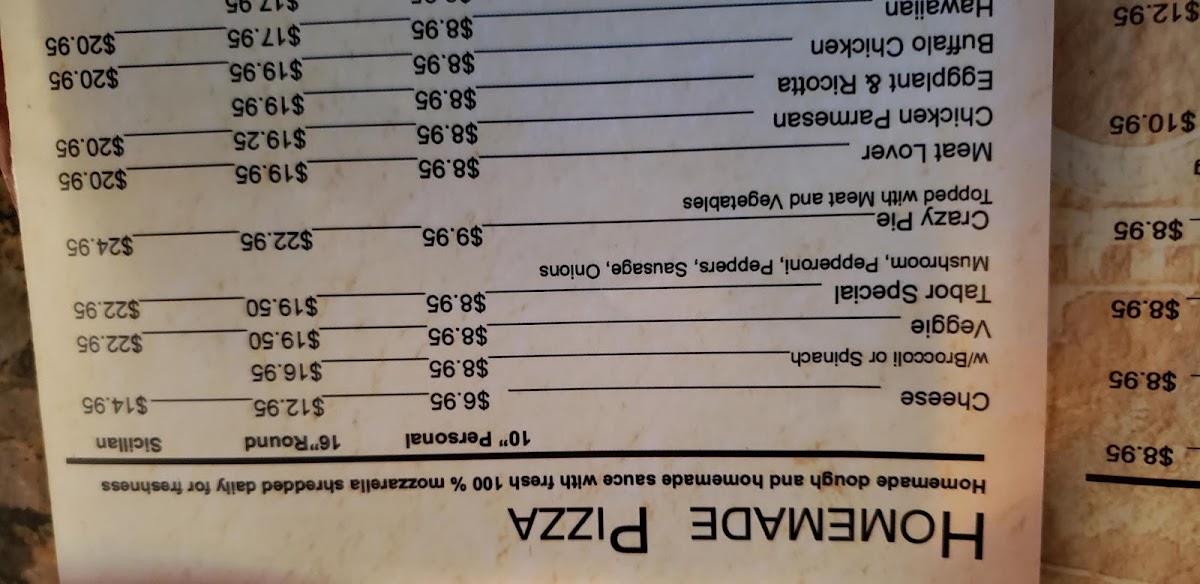 HOMEMADE PIZZA
Homemade dough and homemade sauce with fresh 100 % mozzarella shredded daily for freshness
10" Personal 16"Round Sicilian
Cheese $6.95 $12.95 $14.95
w/Broccoli or Spinach $8.95 $16.95
Veggie $8.95 $19.50 $22.95
Tabor Special $8.95 $19.50 $22.95
Mushroom, Pepperoni, Peppers, Sausage, Onions
Crazy Pie $9.95 $22.95 $24.95
Topped with Meat and Vegetables
Meat Lover $8.95 $19.95 $20.95
Chicken Parmesan $8.95 $19.25 $20.95
Eggplant & Ricotta $8.95 $19.95
Buffalo Chicken $8.95 $19.95 $20.95
Hawaiian $8.95 $17.95 $20.95
$17.95
$8.95
$8.95
$8.95
$8.95
$10.95
$12.95